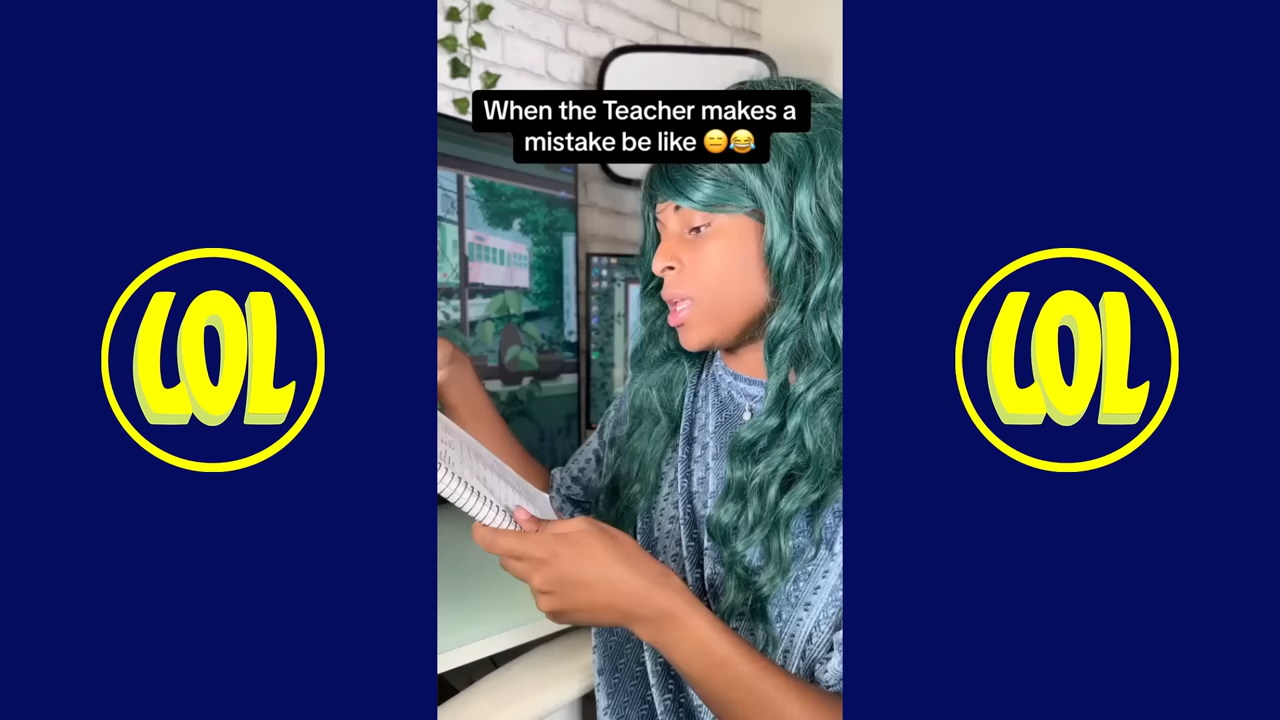 When the Teacher makes a
mistake be like 😑😂
LOL
LOL